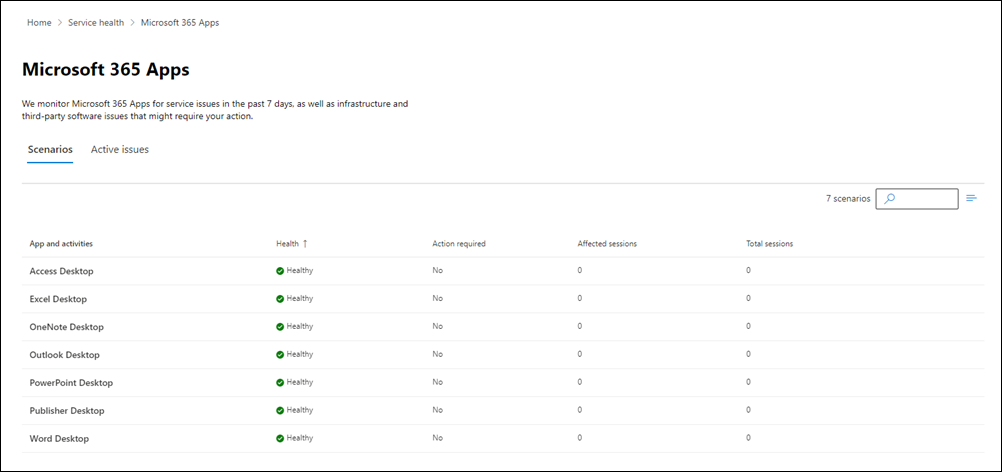 Home > Service health > Microsoft 365 Apps
Microsoft 365 Apps
We monitor Microsoft 365 Apps for service issues in the past 7 days, as well as infrastructure and
third-party software issues that might require your action.
Scenarios Active issues
7 scenarios
App and activities Health ↑ Action required Affected sessions Total sessions
Access Desktop Healthy No 0 0
Excel Desktop Healthy No 0 0
OneNote Desktop Healthy No 0 0
Outlook Desktop Healthy No 0 0
PowerPoint Desktop Healthy No 0 0
Publisher Desktop Healthy No 0 0
Word Desktop Healthy No 0 0